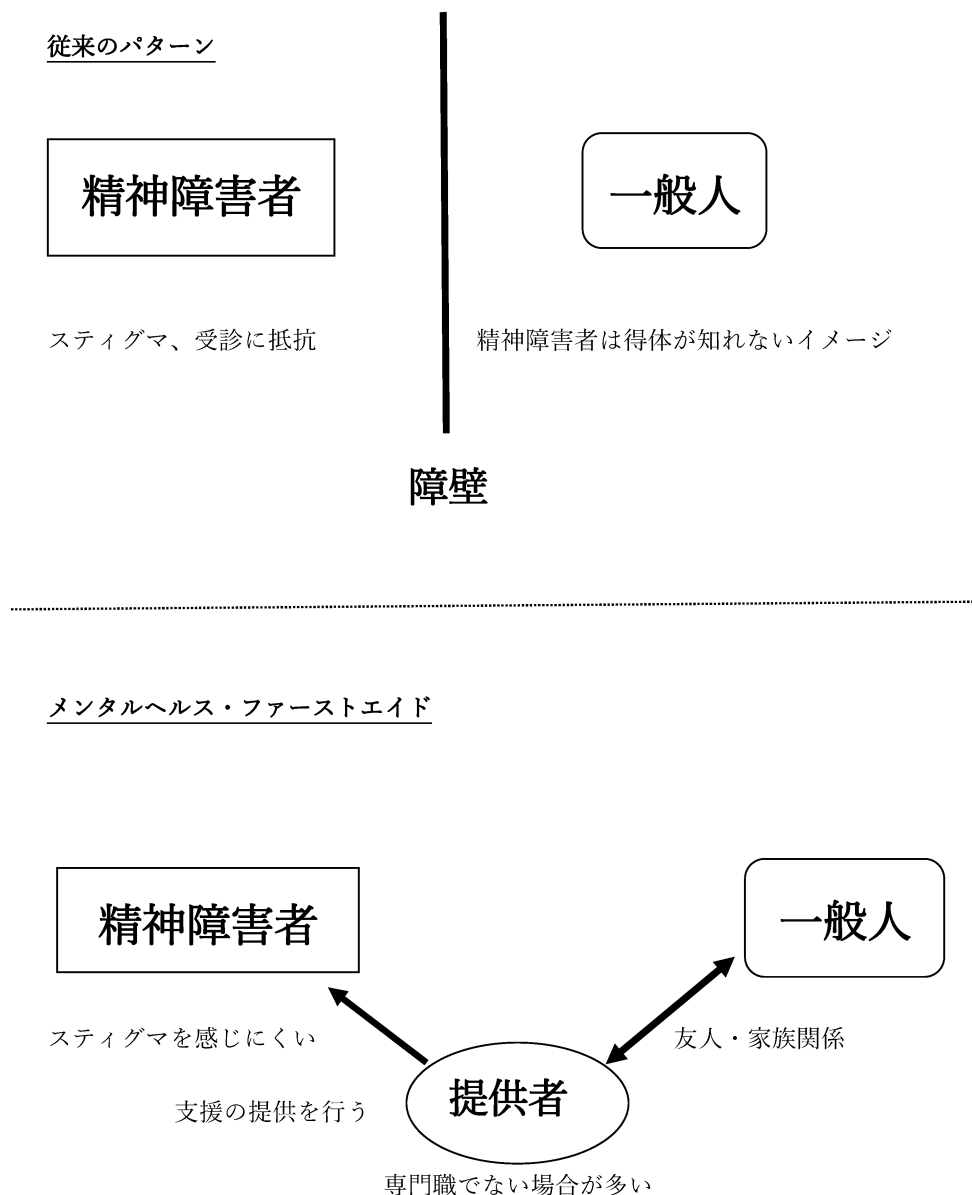 従来のパターン
精神障害者
一般人
スティグマ、受診に抵抗
精神障害者は得体が知れないイメージ
障壁
メンタルヘルス・ファーストエイド
精神障害者
一般人
スティグマを感じにくい
友人・家族関係
提供者
支援の提供を行う
専門職でない場合が多い